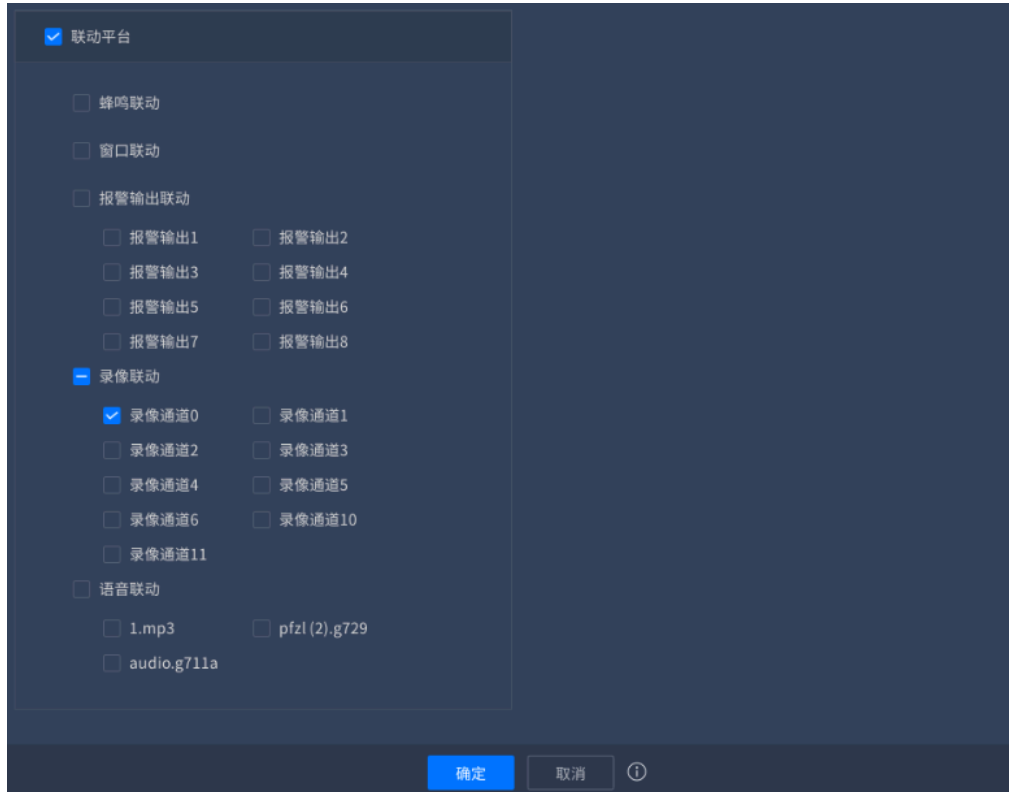 联动平台
蜂鸣联动
窗口联动
报警输出联动
报警输出1 报警输出2
报警输出3 报警输出4
报警输出5 报警输出6
报警输出7 报警输出8
录像联动
录像通道0 录像通道1
录像通道2 录像通道3
录像通道4 录像通道5
录像通道6 录像通道10
录像通道11
语音联动
1.mp3 pfzl (2).g729
audio.g711a
确定 取消